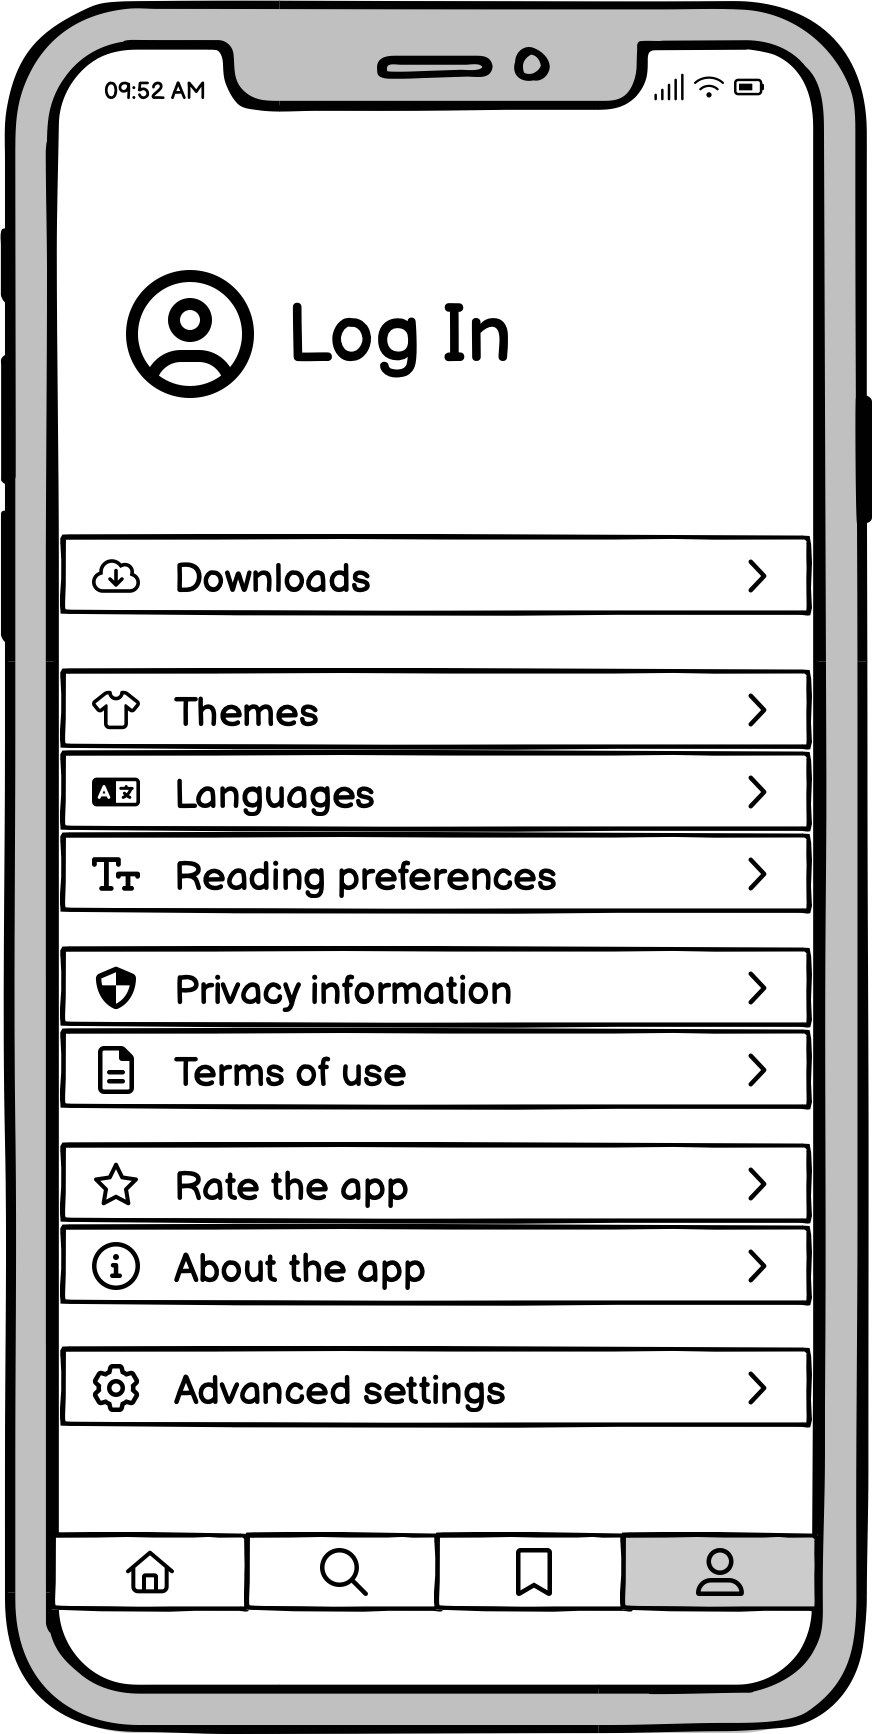 09:52 AM
Log In
Downloads
Themes
Languages
Reading preferences
Privacy information
Terms of use
Rate the app
About the app
Advanced settings